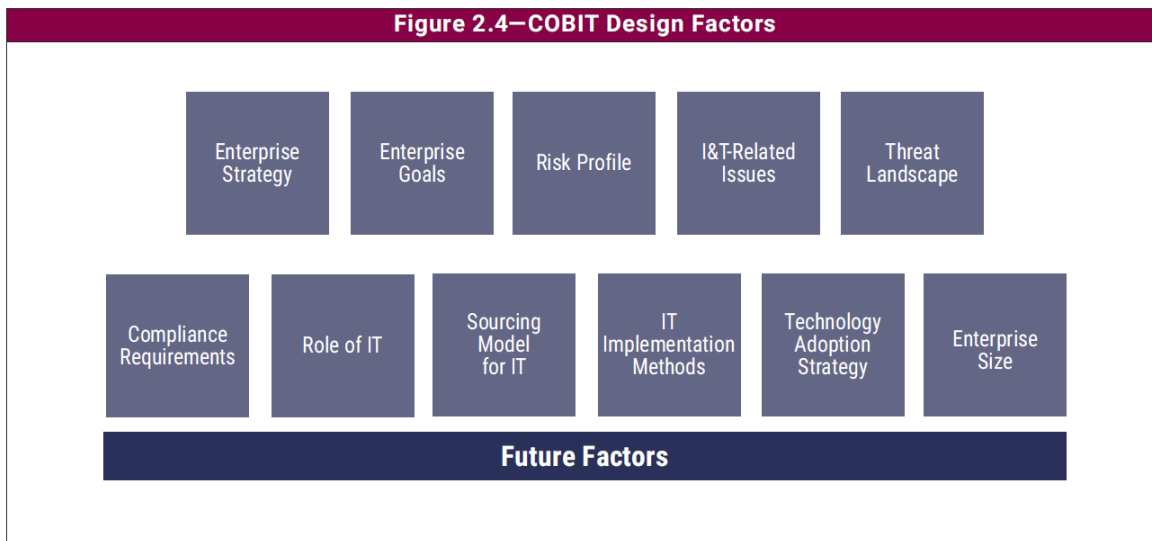 Figure 2.4—COBIT Design Factors
Enterprise
Strategy
Enterprise
Goals
Risk Profile
I&T-Related
Issues
Threat
Landscape
Compliance
Requirements
Role of IT
Sourcing
Model
for IT
IT
Implementation
Methods
Technology
Adoption
Strategy
Enterprise
Size
Future Factors